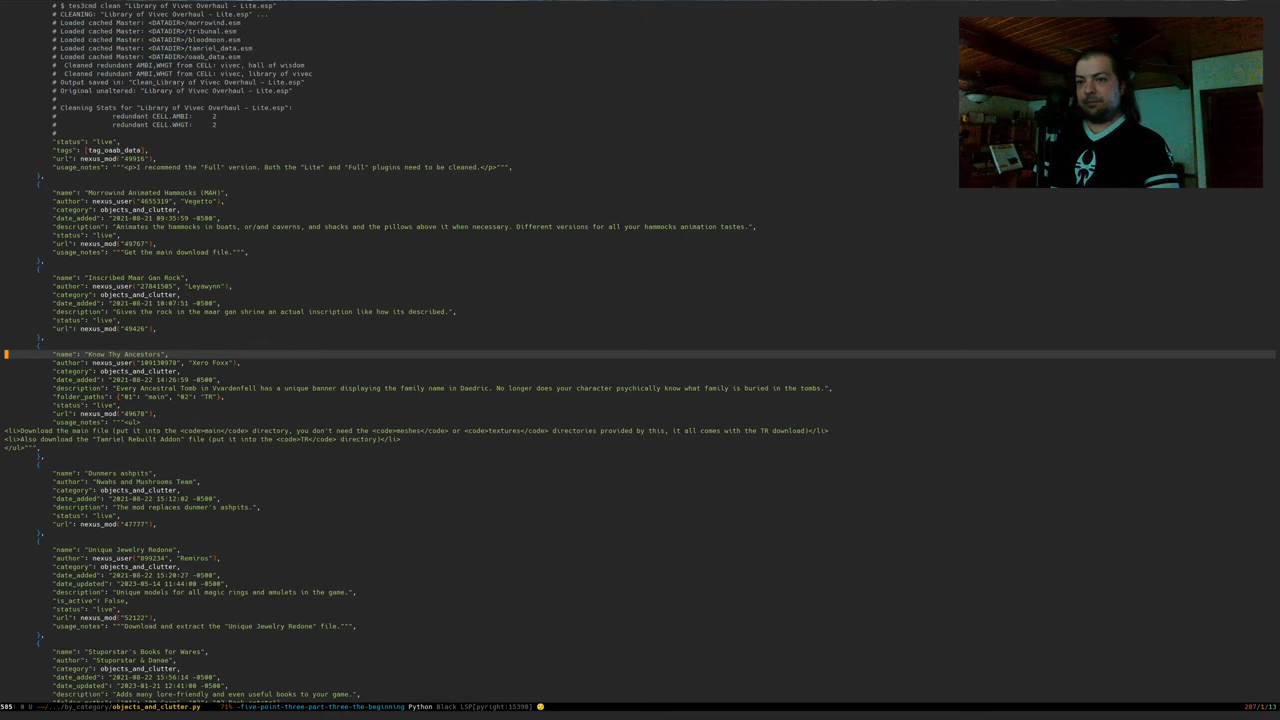 # $ tes3cmd clean "Library of Vivec Overhaul - Lite.esp"
# CLEANING: "Library of Vivec Overhaul - Lite.esp" ...
# Loaded cached Master: <DATADIR>/morrowind.esm
# Loaded cached Master: <DATADIR>/tribunal.esm
# Loaded cached Master: <DATADIR>/bloodmoon.esm
# Loaded cached Master: <DATADIR>/tamriel_data.esm
# Loaded cached Master: <DATADIR>/oaab_data.esm
#  Cleaned redundant AMBI,WHGT from CELL: vivec, hall of wisdom
#  Cleaned redundant AMBI,WHGT from CELL: vivec, library of vivec
# Output saved in: "Clean_Library of Vivec Overhaul - Lite.esp"
# Original unaltered: "Library of Vivec Overhaul - Lite.esp"
#
# Cleaning Stats for "Library of Vivec Overhaul - Lite.esp":
#              redundant CELL.AMBI:     2
#              redundant CELL.WHGT:     2
#
"status": "live",
"tags": [tag_oaab_data],
"url": nexus_mod("49916"),
"usage_notes": """<p>I recommend the "Full" version. Both the "Lite" and "Full" plugins need to be cleaned.</p>""",
},
{
"name": "Morrowind Animated Hammocks (MAH)",
"author": nexus_user("4655319", "Vegetto"),
"category": objects_and_clutter,
"date_added": "2021-08-21 09:35:59 -0500",
"description": "Animates the hammocks in boats, or/and caverns, and shacks and the pillows above it when necessary. Different versions for all your hammocks animation tastes.",
"status": "live",
"url": nexus_mod("49767"),
"usage_notes": """Get the main download file.""",
},
{
"name": "Inscribed Maar Gan Rock",
"author": nexus_user("27841505", "Leyawynn"),
"category": objects_and_clutter,
"date_added": "2021-08-21 10:07:51 -0500",
"description": "Gives the rock in the maar gan shrine an actual inscription like how its described.",
"status": "live",
"url": nexus_mod("49426"),
},
{
"name": "Know Thy Ancestors",
"author": nexus_user("109130978", "Xero Foxx"),
"category": objects_and_clutter,
"date_added": "2021-08-22 14:26:59 -0500",
"description": "Every Ancestral Tomb in Vvardenfell has a unique banner displaying the family name in Daedric. No longer does your character psychically know what family is buried in the tombs.",
"folder_paths": {"01": "main", "02": "TR"},
"status": "live",
"url": nexus_mod("49678"),
"usage_notes": """<ul>
<li>Download the main file (put it into the <code>main</code> directory, you don't need the <code>meshes</code> or <code>textures</code> directories provided by this, it all comes with the TR download)</li>
<li>Also download the "Tamriel Rebuilt Addon" file (put it into the <code>TR</code> directory)</li>
</ul>""",
},
{
"name": "Dunmers ashpits",
"author": "Nwahs and Mushrooms Team",
"category": objects_and_clutter,
"date_added": "2021-08-22 15:12:02 -0500",
"description": "The mod replaces dunmer's ashpits.",
"status": "live",
"url": nexus_mod("47777"),
},
{
"name": "Unique Jewelry Redone",
"author": nexus_user("899234", "Remiros"),
"category": objects_and_clutter,
"date_added": "2021-08-22 15:20:27 -0500",
"date_updated": "2023-05-14 11:44:00 -0500",
"description": "Unique models for all magic rings and amulets in the game.",
"is_active": False,
"status": "live",
"url": nexus_mod("52122"),
"usage_notes": """Download and extract the "Unique Jewelry Redone" file.""",
},
{
"name": "Stuporstar's Books for Wares",
"author": "Stuporstar & Danae",
"category": objects_and_clutter,
"date_added": "2021-08-22 15:56:14 -0500",
"date_updated": "2023-01-21 12:41:00 -0500",
"description": "Adds many lore-friendly and even useful books to your game.",
585: 0 U –~/.../by_category/objects_and_clutter.py 71% -five-point-three-part-three-the-beginning Python Black LSP[pyright:15398] 207/1/13